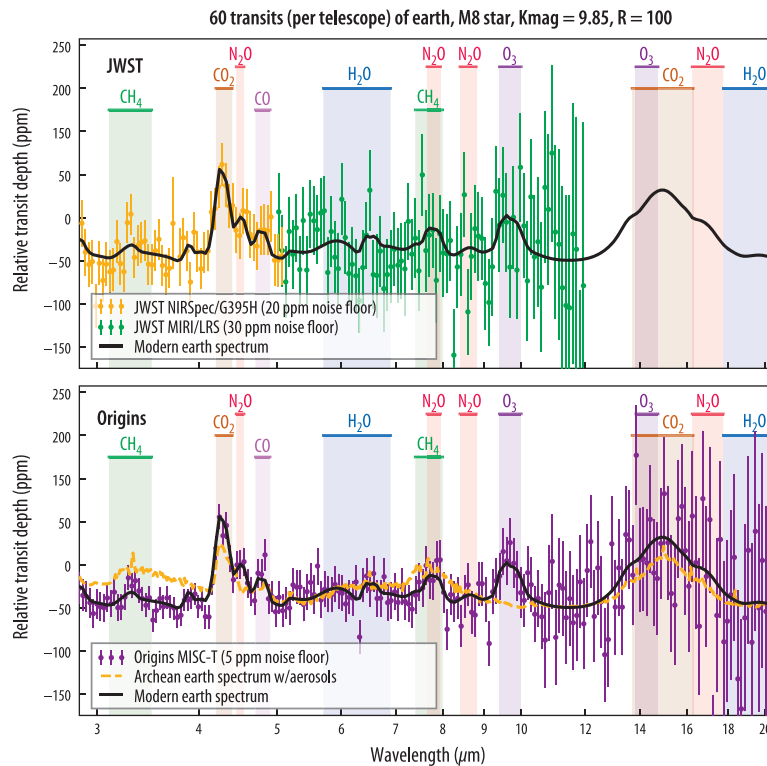 60 transits (per telescope) of earth, M8 star, Kmag = 9.85, R = 100
JWST
CH₄
CO₂
N₂O
CO
H₂O
CH₄
N₂O
N₂O
O₃
O₃
CO₂
N₂O
H₂O
250
200
150
100
50
0
−50
−100
−150
Relative transit depth (ppm)
JWST NIRSpec/G395H (20 ppm noise floor)
JWST MIRI/LRS (30 ppm noise floor)
Modern earth spectrum
Origins
CH₄
CO₂
N₂O
CO
H₂O
CH₄
N₂O
N₂O
O₃
O₃
CO₂
N₂O
H₂O
250
200
150
100
50
0
−50
−100
−150
Relative transit depth (ppm)
Origins MISC-T (5 ppm noise floor)
Archean earth spectrum w/aerosols
Modern earth spectrum
3 4 5 6 7 8 9 10 12 14 16 18 20
Wavelength (μm)